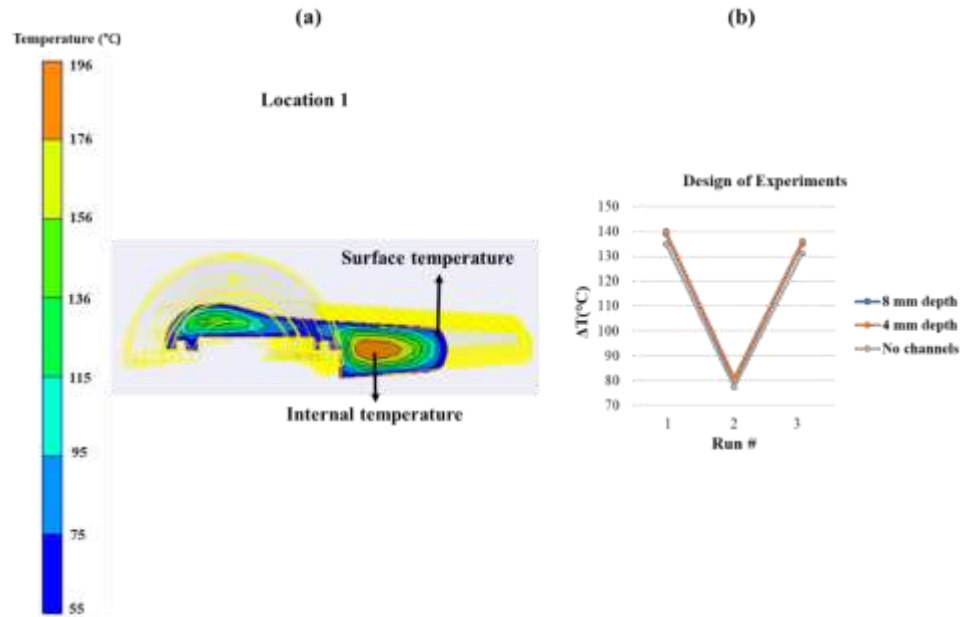 (a)
Temperature (°C)
196
176
156
136
115
95
75
55
Location 1
Surface temperature
Internal temperature
(b)
Design of Experiments
150
140
130
120
110
100
90
80
70
ΔT(°C)
1
2
3
Run #
8 mm depth
4 mm depth
No channels